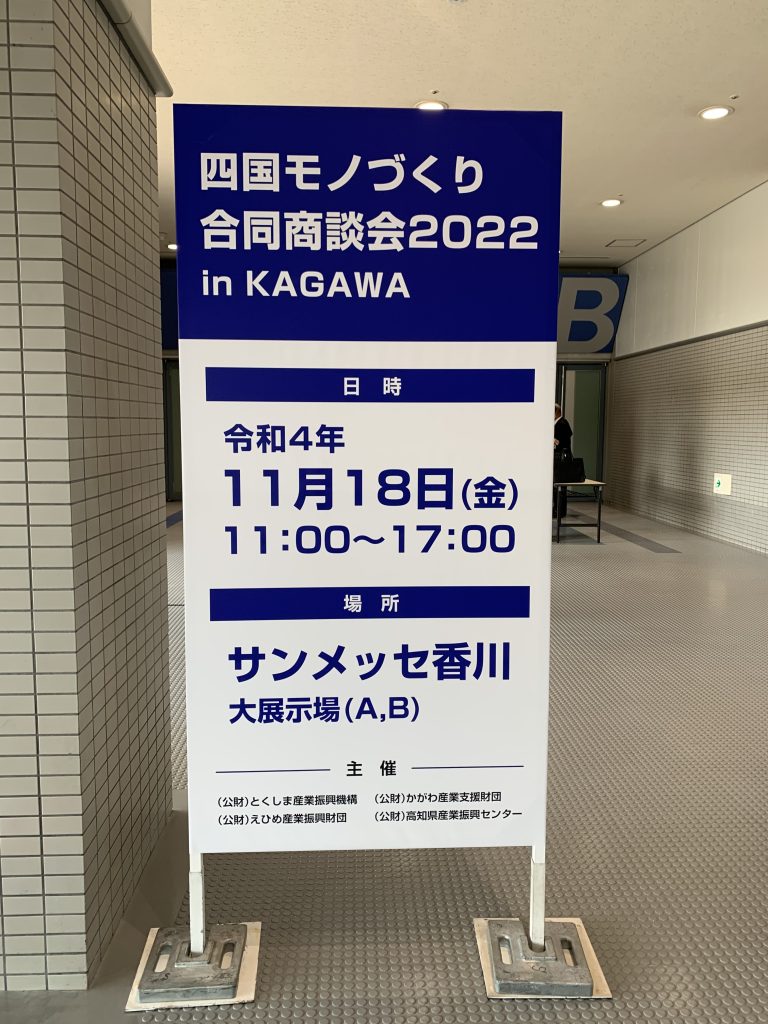 四国モノづくり
合同商談会2022
in KAGAWA
日 時
令和4年
11月18日(金)
11:00〜17:00
場 所
サンメッセ香川
大展示場(A,B)
主 催
(公財)とくしま産業振興機構 (公財)かがわ産業支援財団
(公財)えひめ産業振興財団 (公財)高知県産業振興センター
B